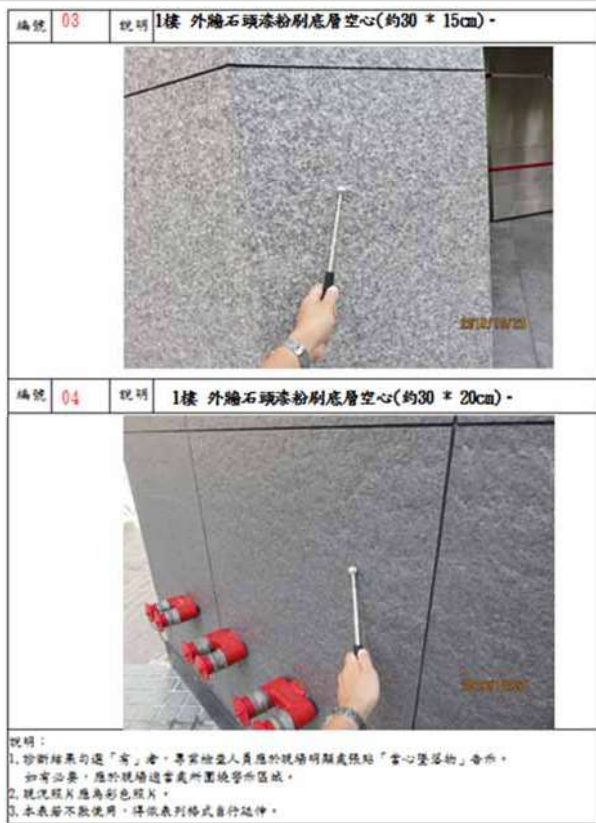 編號 03 說明 1樓 外牆石頭漆粉刷底層空心(約30 * 15cm)。
編號 04 說明 1樓 外牆石頭漆粉刷底層空心(約30 * 20cm)。
說明：
1.診斷結果勾選「有」者，專業檢查人員應於現場明顯處張貼「當心墜落物」告示。
如有必要，應於現場適當處所圍繞警示區域。
2.現況照片應為彩色照片。
3.本表若不敷使用，得依表列格式自行延伸。